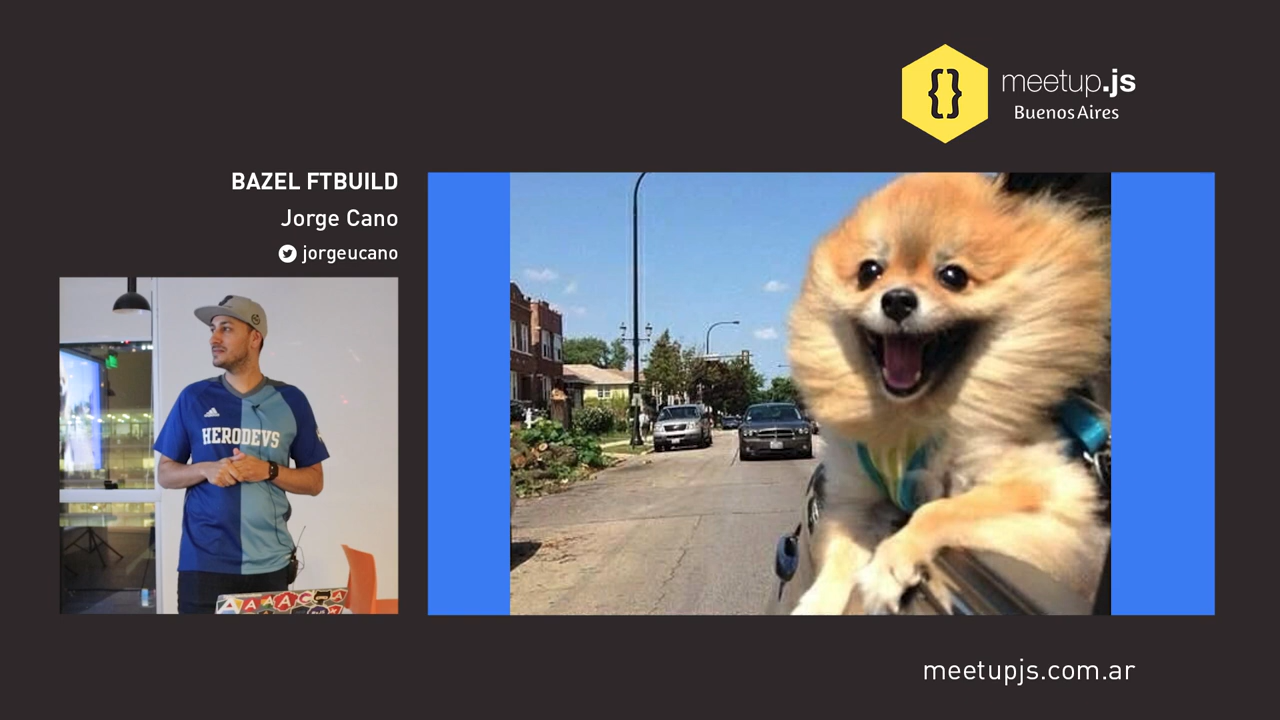 {}
meetup.js
Buenos Aires
BAZEL FTBUILD
Jorge Cano
jorgeucano
HERODEVS
meetupjs.com.ar